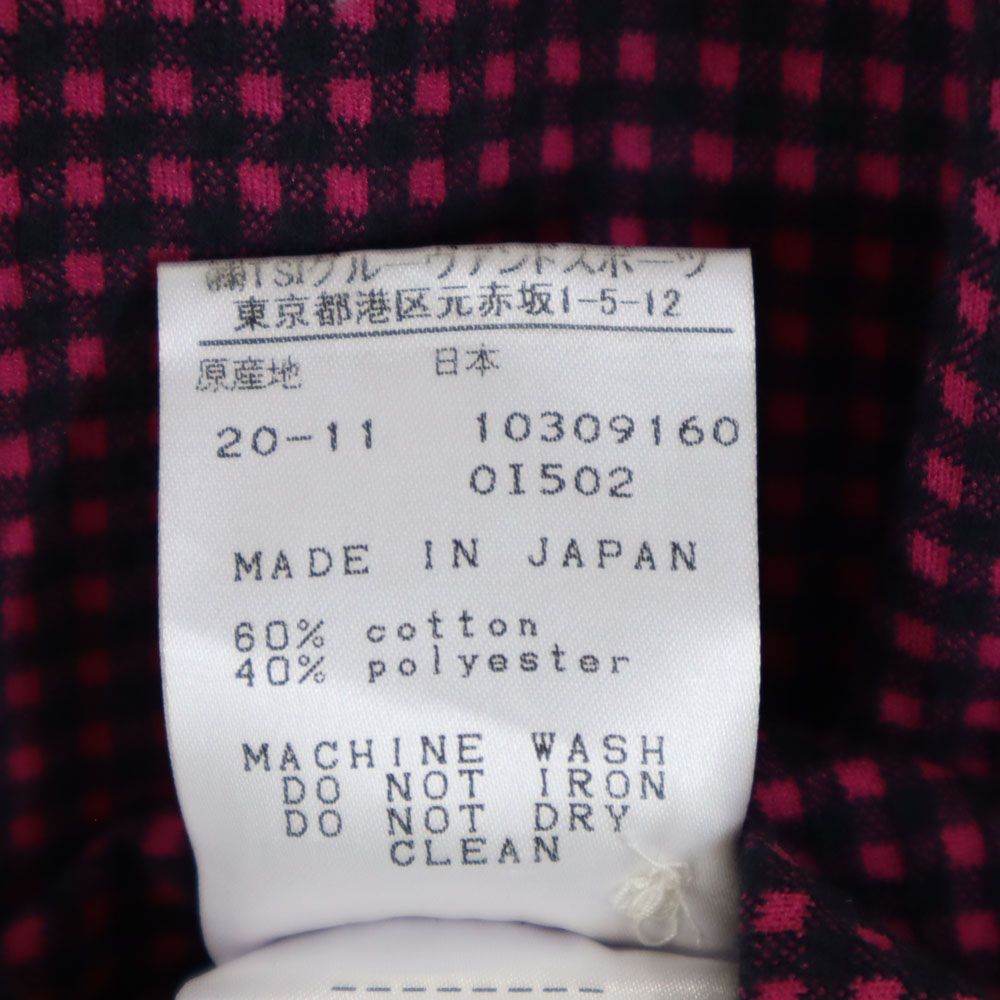 ㈱TSIグルーヴアンドスポーツ
東京都港区元赤坂1-5-12
原産地 日本
20-11 10309160
01502
MADE IN JAPAN
60% cotton
40% polyester
MACHINE WASH
DO NOT IRON
DO NOT DRY
CLEAN
---------